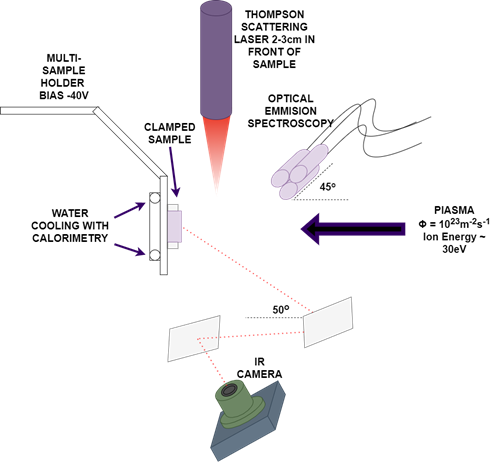 THOMPSON
SCATTERING
LASER 2-3cm IN
FRONT OF
SAMPLE
MULTI-
SAMPLE
HOLDER
BIAS -40V
OPTICAL
EMMISION
SPECTROSCOPY
CLAMPED
SAMPLE
45°
WATER
COOLING WITH
CALORIMETRY
PIASMA
Φ = 10²³m⁻²s⁻¹
Ion Energy ~
30eV
50°
IR
CAMERA